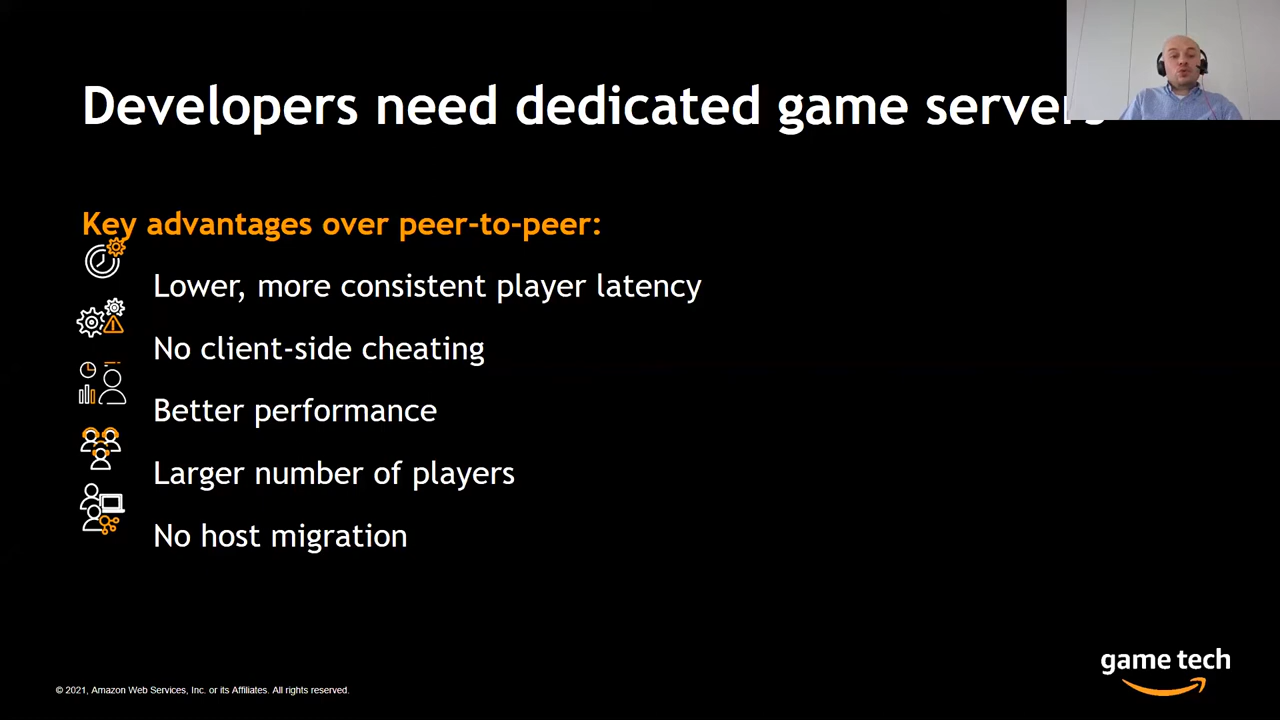 Developers need dedicated game servers
Key advantages over peer-to-peer:
Lower, more consistent player latency
No client-side cheating
Better performance
Larger number of players
No host migration
game tech
© 2021, Amazon Web Services, Inc. or its Affiliates. All rights reserved.